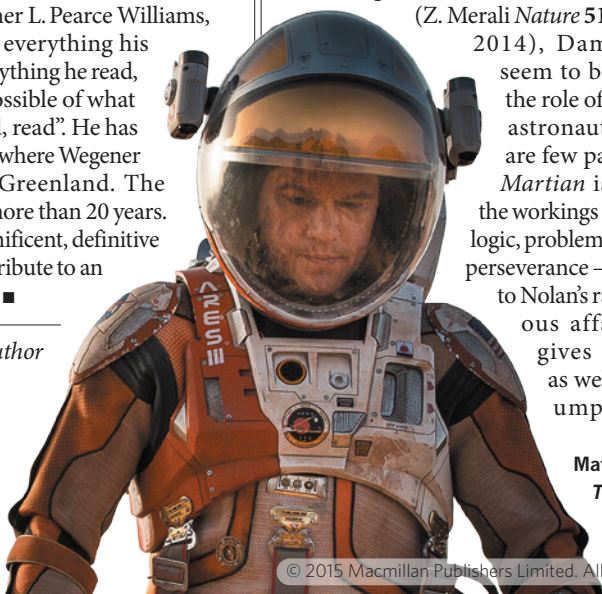 L. Pearce Williams,
everything his
ything he read,
ossible of what
, read”. He has
where Wegener
Greenland. The
more than 20 years.
nificent, definitive
ribute to an
■
uthor
(Z. Merali Nature 51
2014), Dam
seem to b
the role of
astronaut
are few pa
Martian is
the workings
logic, problem
perseverance –
to Nolan’s r
ous affa
gives
as we
ump
Mat
T
ARES III
© 2015 Macmillan Publishers Limited. All